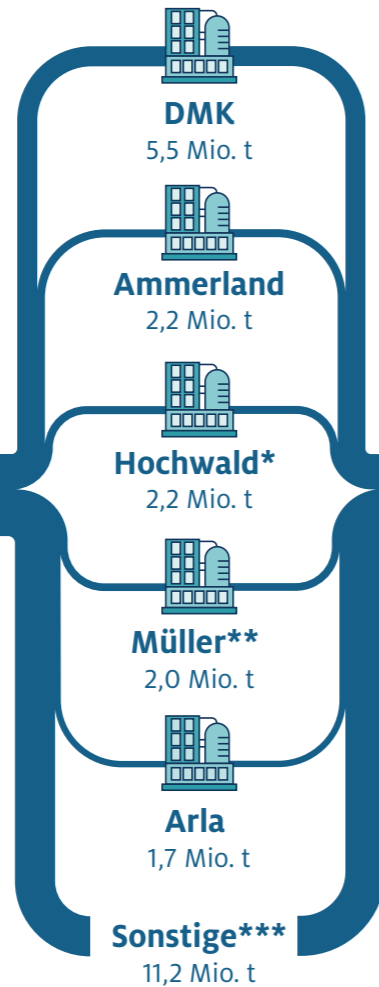 DMK
5,5 Mio. t
Ammerland
2,2 Mio. t
Hochwald*
2,2 Mio. t
Müller**
2,0 Mio. t
Arla
1,7 Mio. t
Sonstige***
11,2 Mio. t